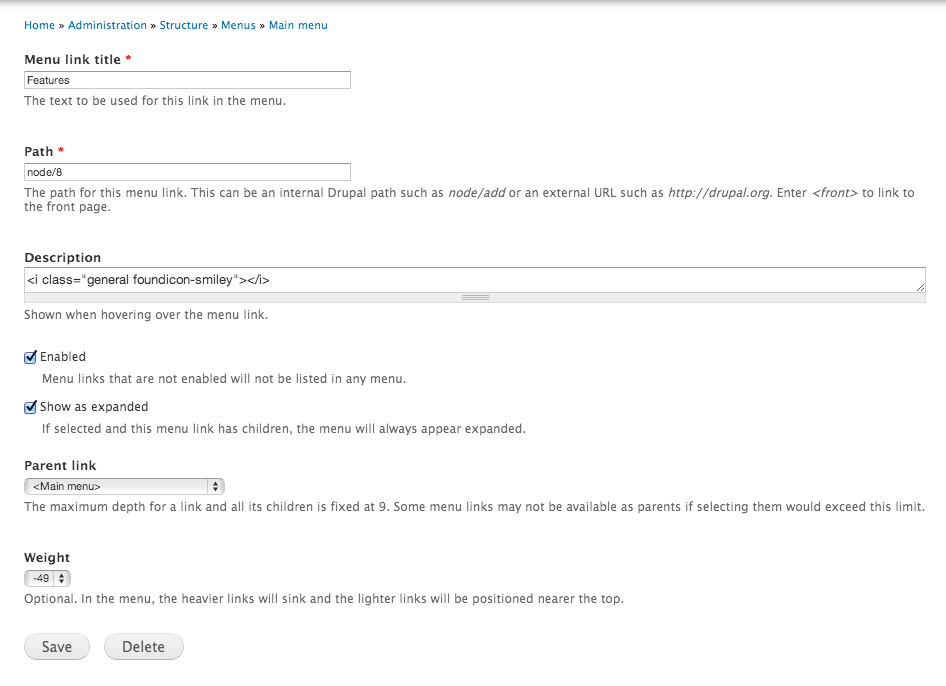 Home » Administration » Structure » Menus » Main menu
Menu link title *
Features
The text to be used for this link in the menu.
Path *
node/8
The path for this menu link. This can be an internal Drupal path such as node/add or an external URL such as http://drupal.org. Enter <front> to link to
the front page.
Description
<i class="general foundicon-smiley"></i>
Shown when hovering over the menu link.
Enabled
Menu links that are not enabled will not be listed in any menu.
Show as expanded
If selected and this menu link has children, the menu will always appear expanded.
Parent link
<Main menu>
The maximum depth for a link and all its children is fixed at 9. Some menu links may not be available as parents if selecting them would exceed this limit.
Weight
-49
Optional. In the menu, the heavier links will sink and the lighter links will be positioned nearer the top.
Save Delete